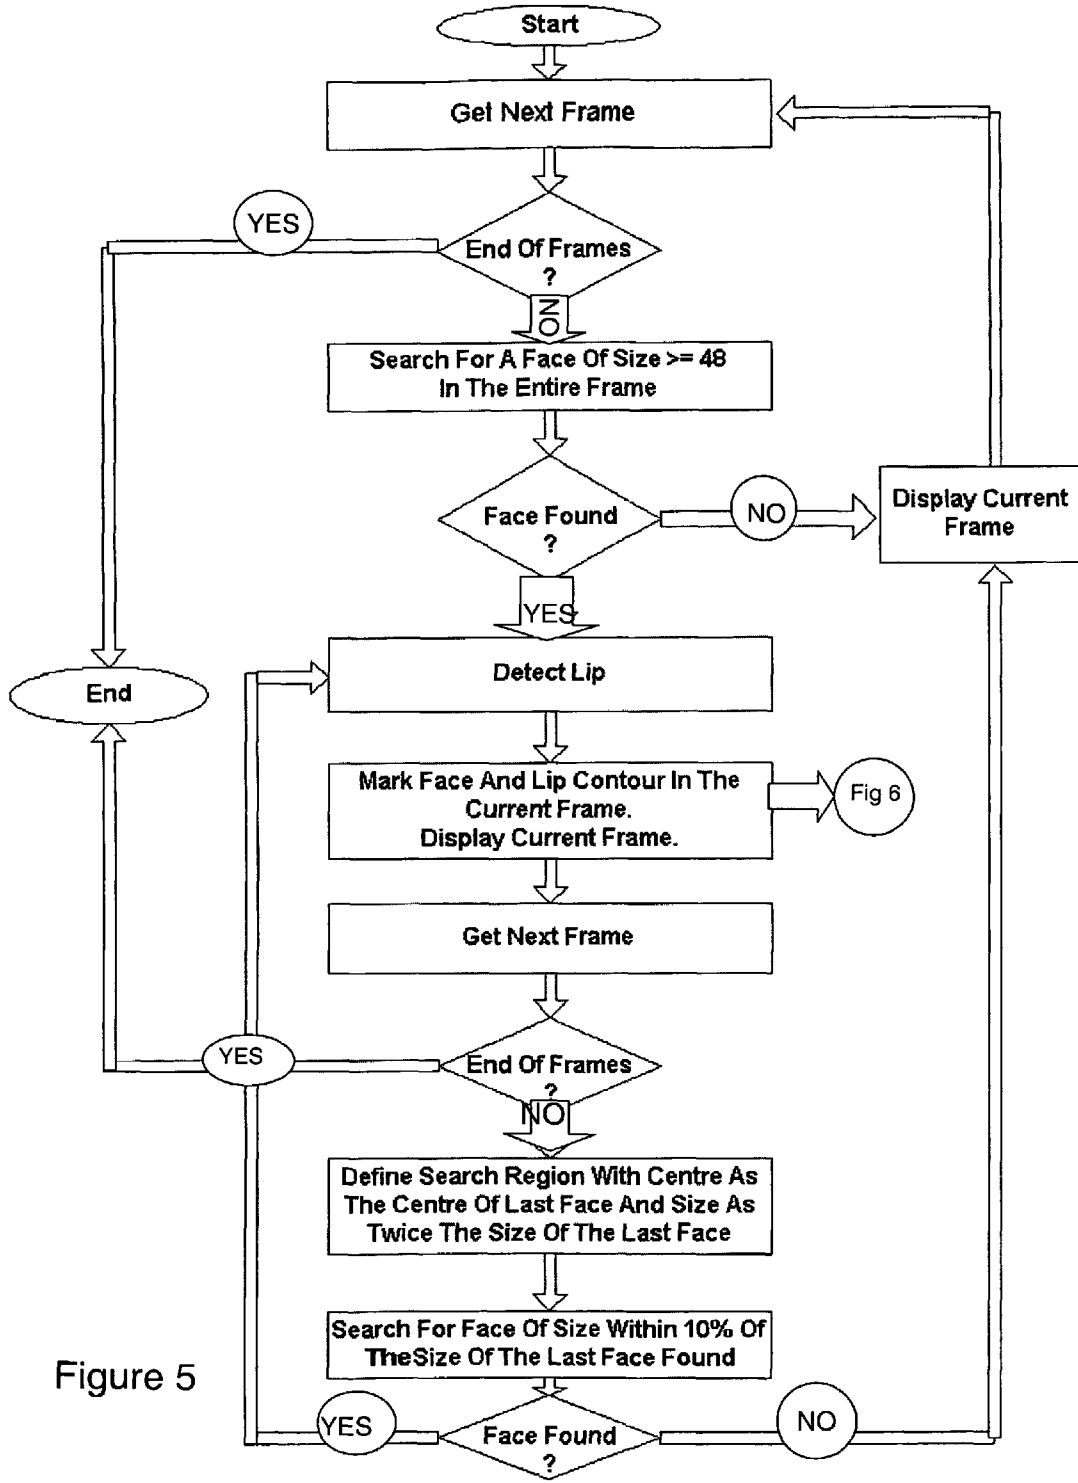 Start
Get Next Frame
YES
End Of Frames
?
NO
Search For A Face Of Size >= 48
In The Entire Frame
Face Found
?
NO
Display Current
Frame
YES
Detect Lip
End
Mark Face And Lip Contour In The
Current Frame.
Display Current Frame.
Fig 6
Get Next Frame
YES
End Of Frames
?
NO
Define Search Region With Centre As
The Centre Of Last Face And Size As
Twice The Size Of The Last Face
Search For Face Of Size Within 10% Of
TheSize Of The Last Face Found
Figure 5
YES
Face Found
?
NO